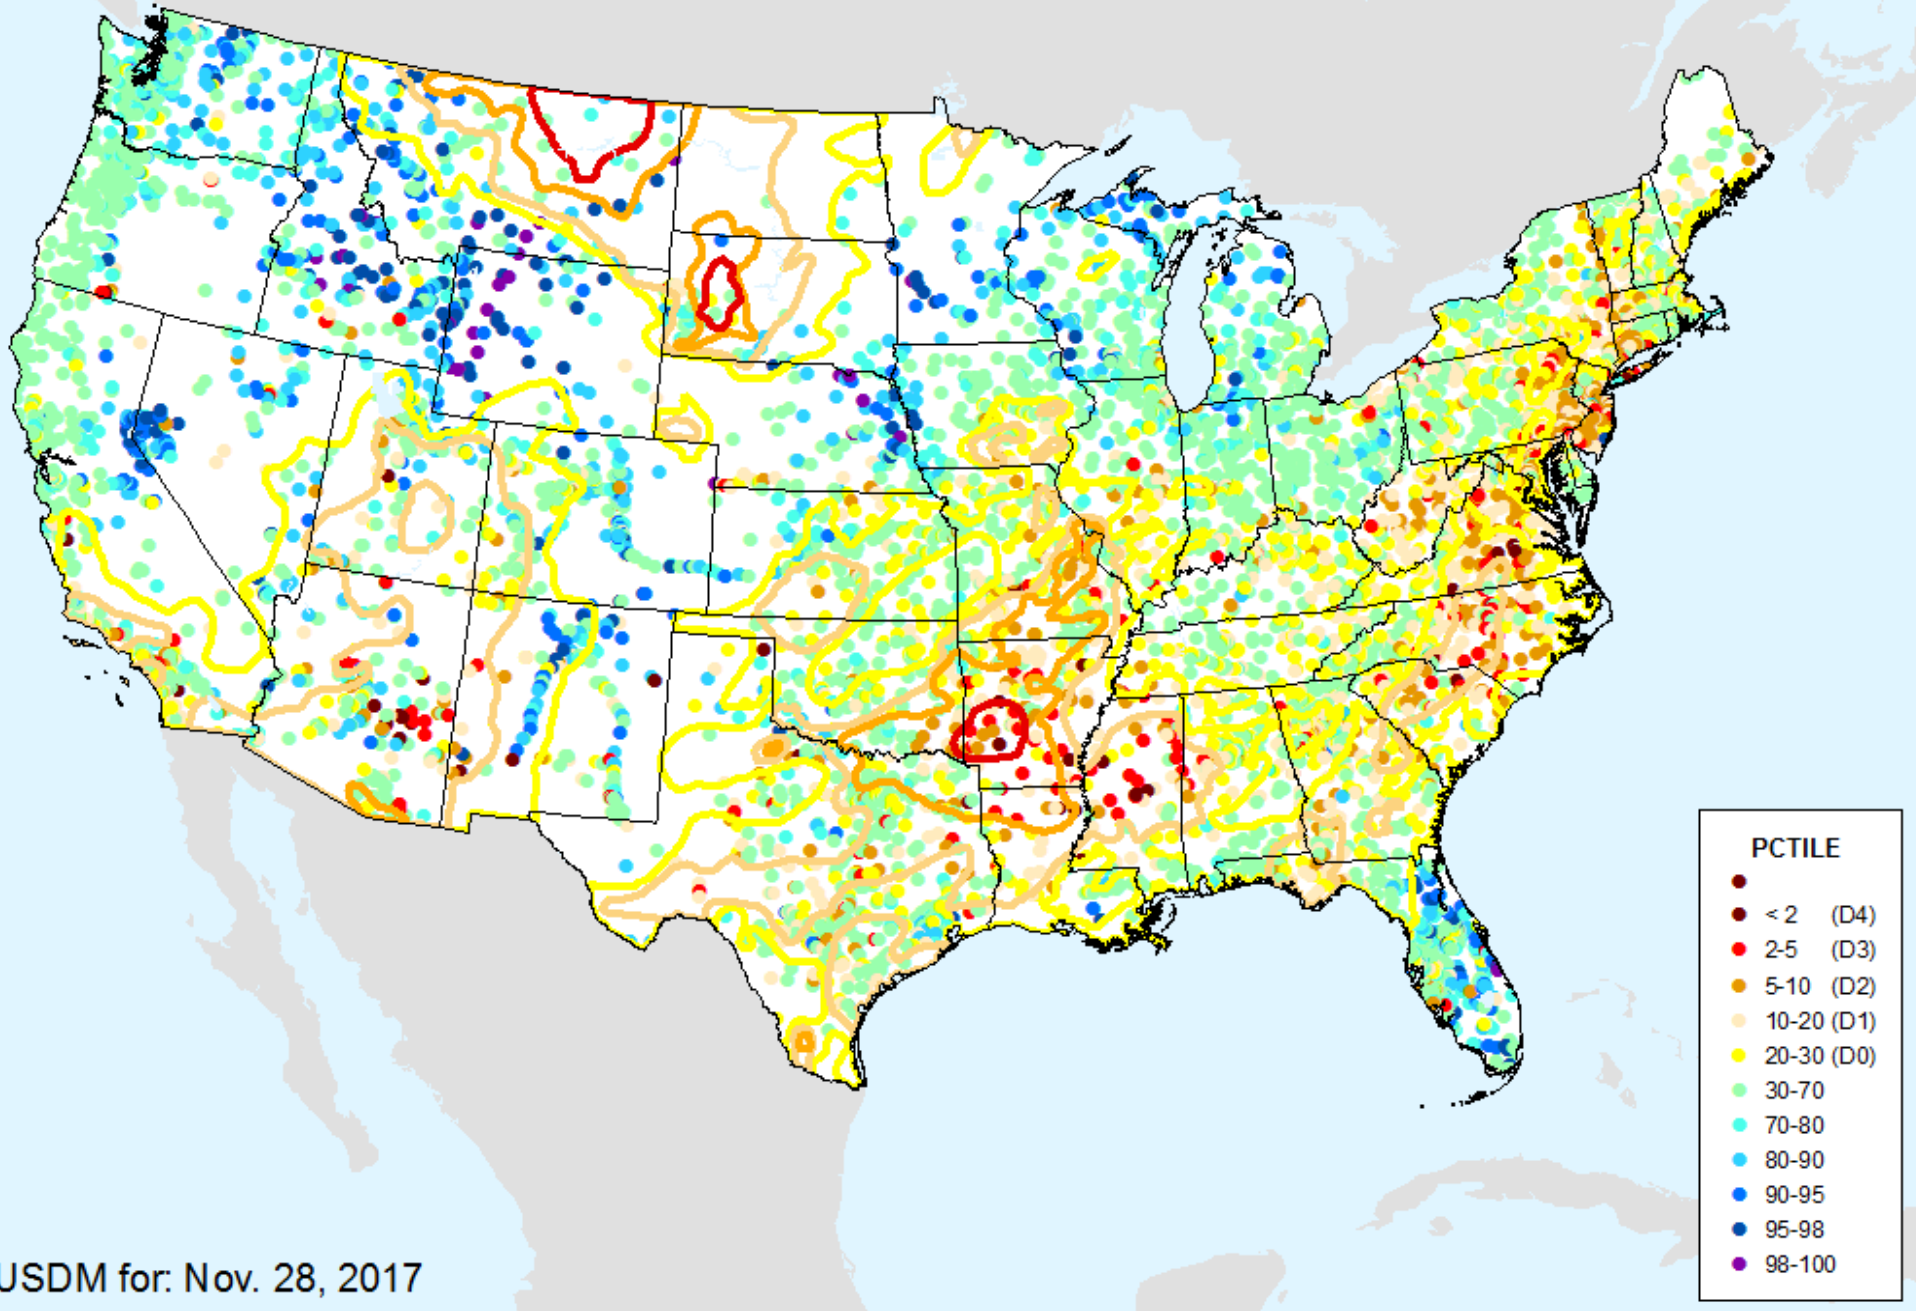 PCTILE
< 2 (D4)
2-5 (D3)
5-10 (D2)
10-20 (D1)
20-30 (D0)
30-70
70-80
80-90
90-95
95-98
98-100
USDM for: Nov. 28, 2017